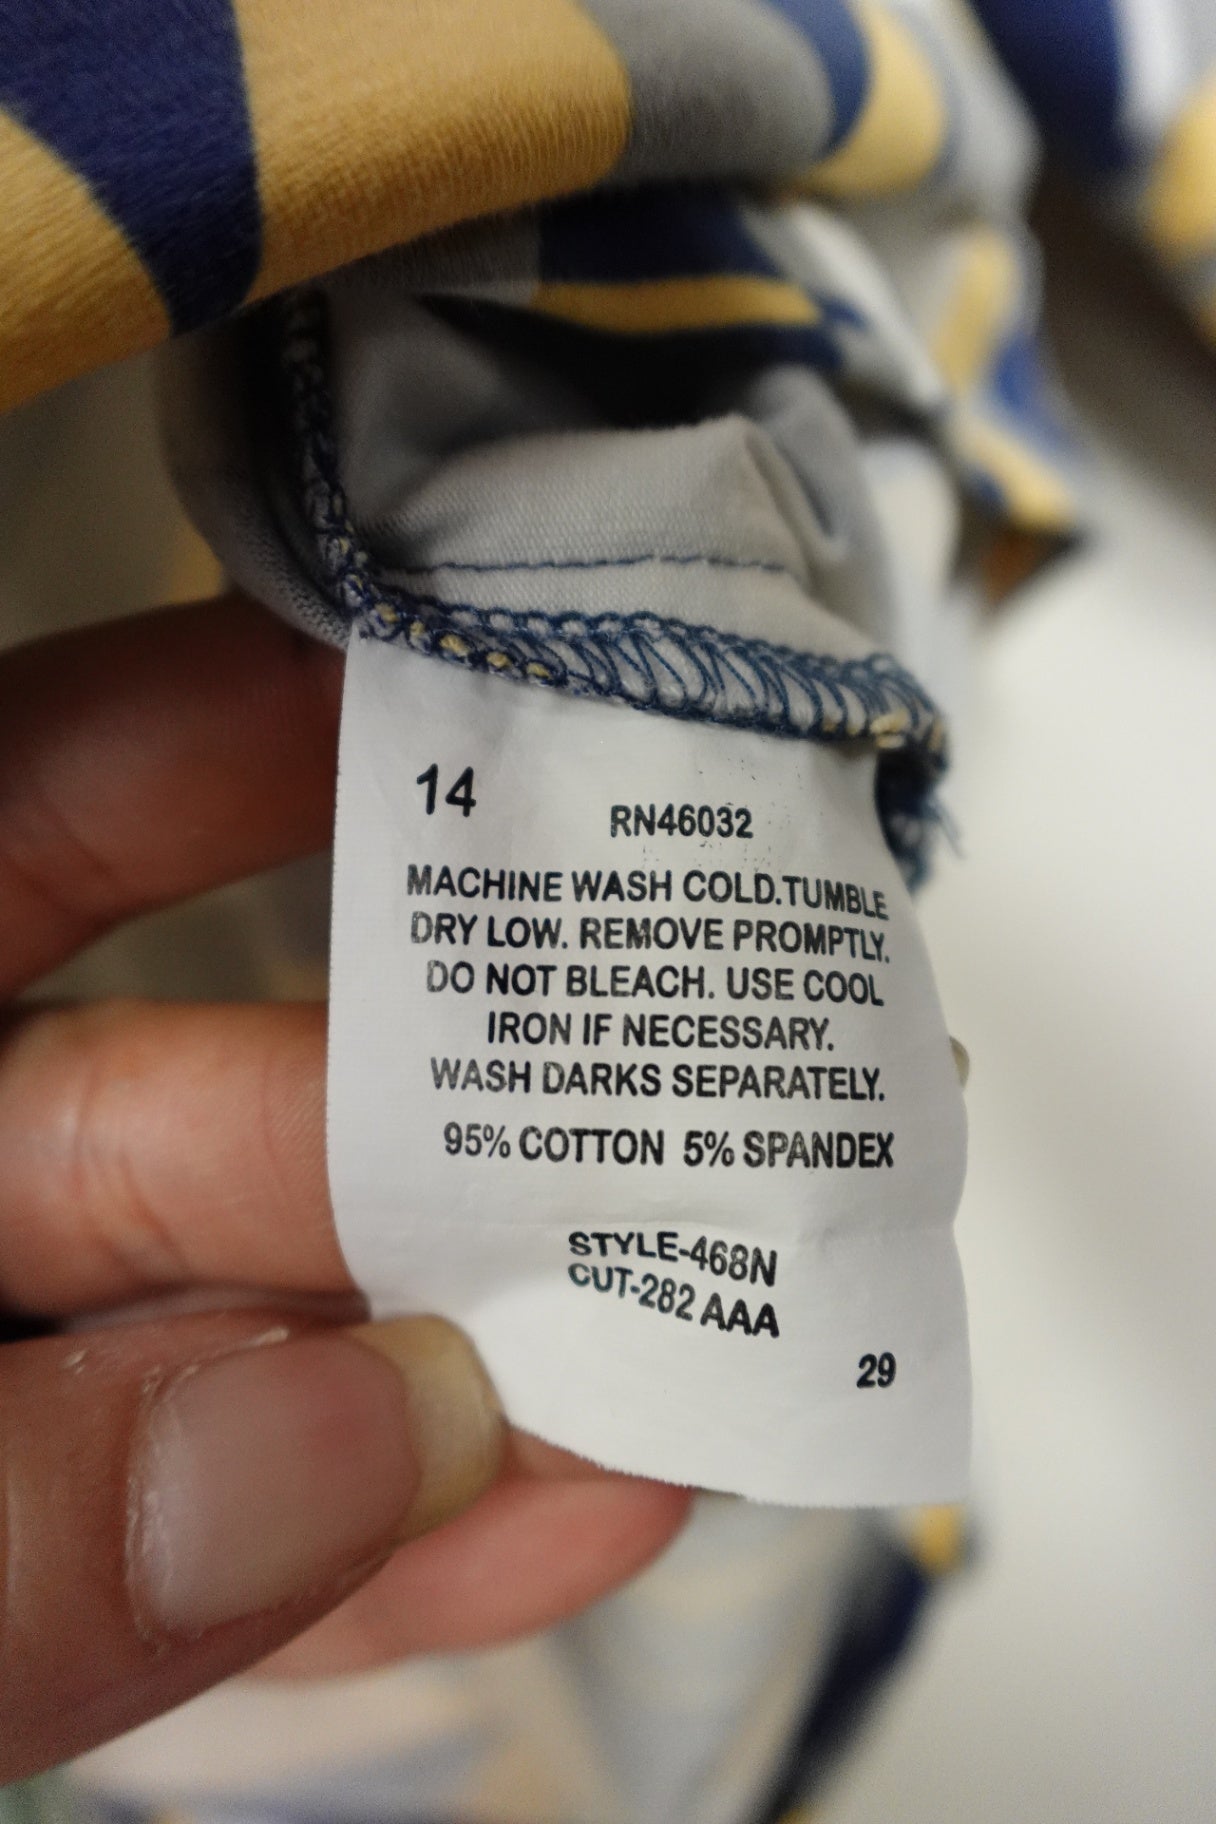 14
RN46032
MACHINE WASH COLD.TUMBLE
DRY LOW. REMOVE PROMPTLY.
DO NOT BLEACH. USE COOL
IRON IF NECESSARY.
WASH DARKS SEPARATELY.
95% COTTON 5% SPANDEX
STYLE-468N
CUT-282 AAA
29